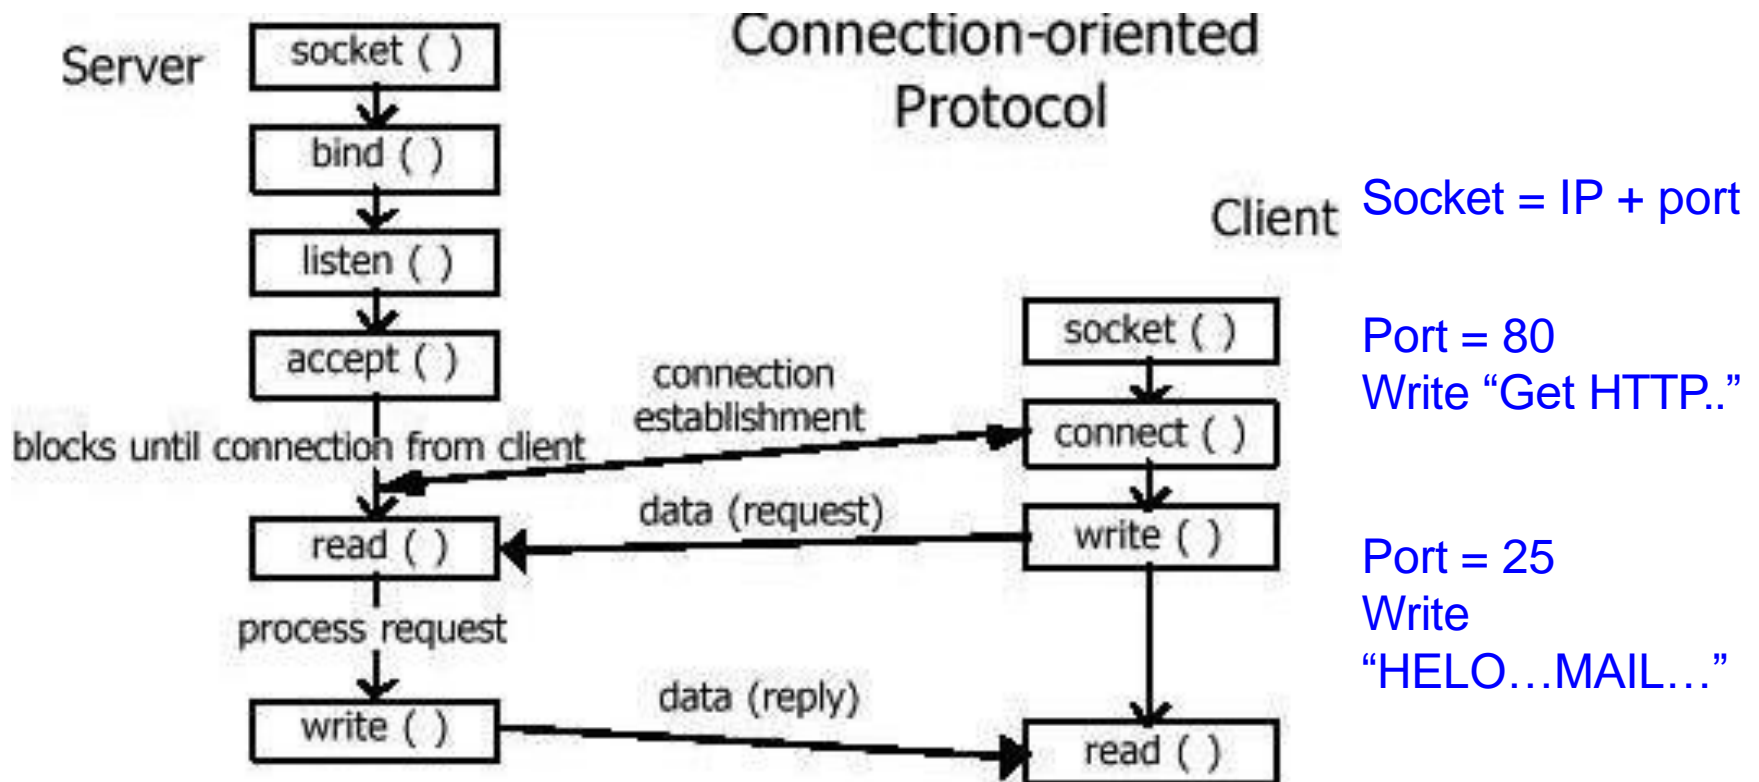 Connection-oriented
Protocol
Server
socket ( )
bind ( )
listen ( )
accept ( )
blocks until connection from client
read ( )
process request
write ( )
connection
establishment
data (request)
data (reply)
Client
socket ( )
connect ( )
write ( )
read ( )
Socket = IP + port
Port = 80
Write “Get HTTP..”
Port = 25
Write
“HELO…MAIL…”